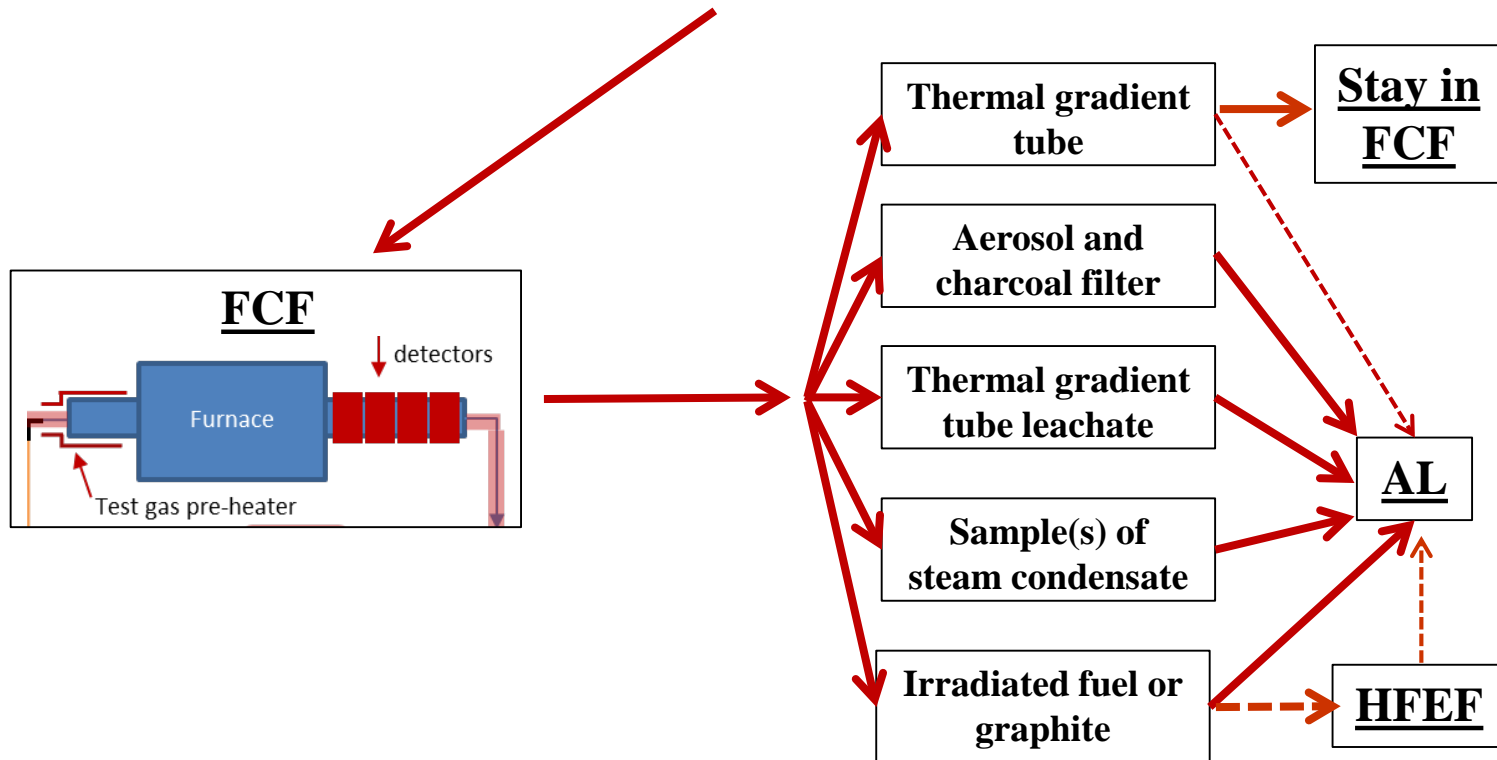 FCF
detectors
Furnace
Test gas pre-heater
Thermal gradient
tube
Aerosol and
charcoal filter
Thermal gradient
tube leachate
Sample(s) of
steam condensate
Irradiated fuel or
graphite
Stay in
FCF
AL
HFEF